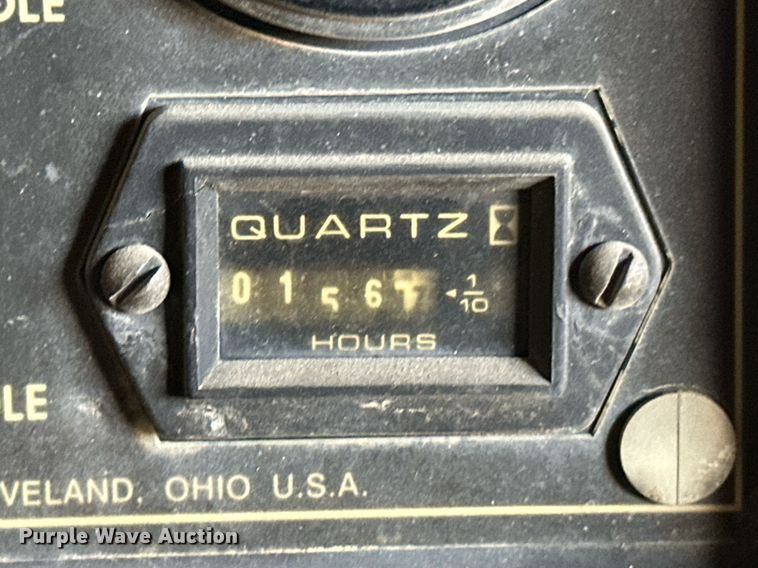 OLE
QUARTZ
0 1 5 6 7 ◄ 1/10
HOURS
LE
VELAND, OHIO U.S.A.
Purple Wave Auction